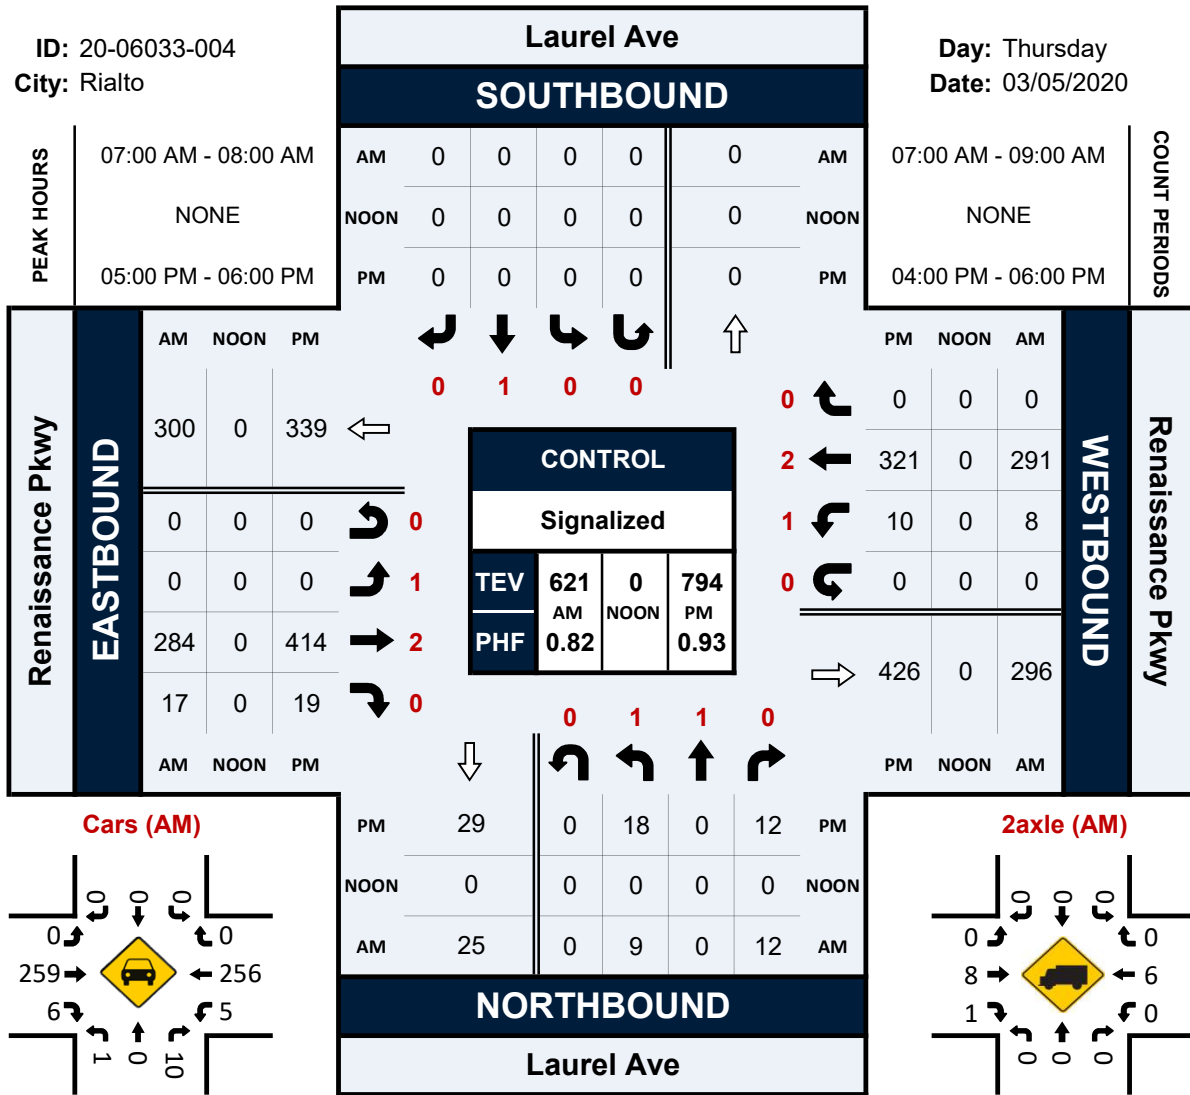 Laurel Ave
ID: 20-06033-004
Day: Thursday
City: Rialto
Date: 03/05/2020
SOUTHBOUND
PEAK HOURS
07:00 AM - 08:00 AM
NONE
05:00 PM - 06:00 PM
AM 0 0 0 0 0 AM
NOON 0 0 0 0 0 NOON
PM 0 0 0 0 0 PM
07:00 AM - 09:00 AM
NONE
04:00 PM - 06:00 PM
COUNT PERIODS
0 1 0 0
Renaissance Pkwy
EASTBOUND
AM NOON PM
300 0 339
0 0 0 0
0 0 0 1
284 0 414 2
17 0 19 0
AM NOON PM
CONTROL
Signalized
TEV 621 0 794
AM NOON PM
PHF 0.82 0.93
PM NOON AM
0 0 0 0
2 321 0 291
1 10 0 8
0 0 0 0
426 0 296
PM NOON AM
WESTBOUND
Renaissance Pkwy
0 1 1 0
PM 29 0 18 0 12 PM
NOON 0 0 0 0 0 NOON
AM 25 0 9 0 12 AM
NORTHBOUND
Laurel Ave
Cars (AM)
0 0 0
0 0
259 256
6 5
1 0 10
2axle (AM)
0 0 0
0 0
8 6
1 0
0 0 0